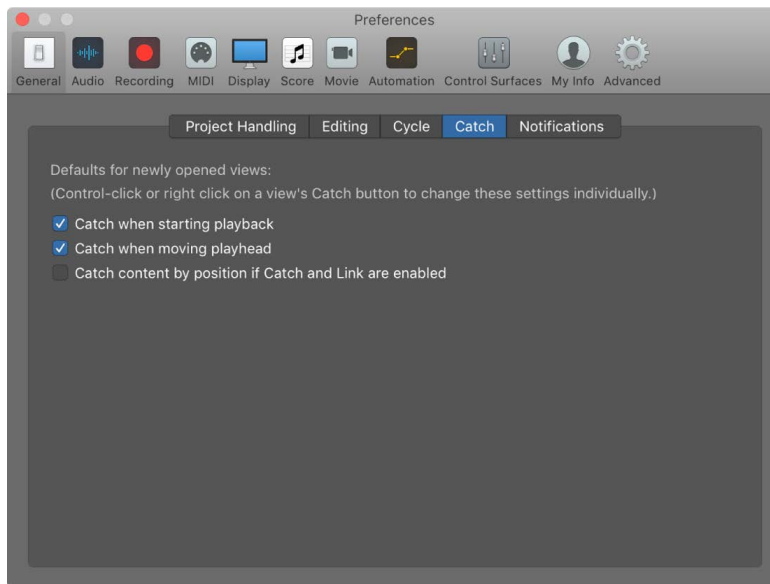 Preferences
General Audio Recording MIDI Display Score Movie Automation Control Surfaces My Info Advanced
Project Handling Editing Cycle Catch Notifications
Defaults for newly opened views:
(Control-click or right click on a view's Catch button to change these settings individually.)
Catch when starting playback
Catch when moving playhead
Catch content by position if Catch and Link are enabled